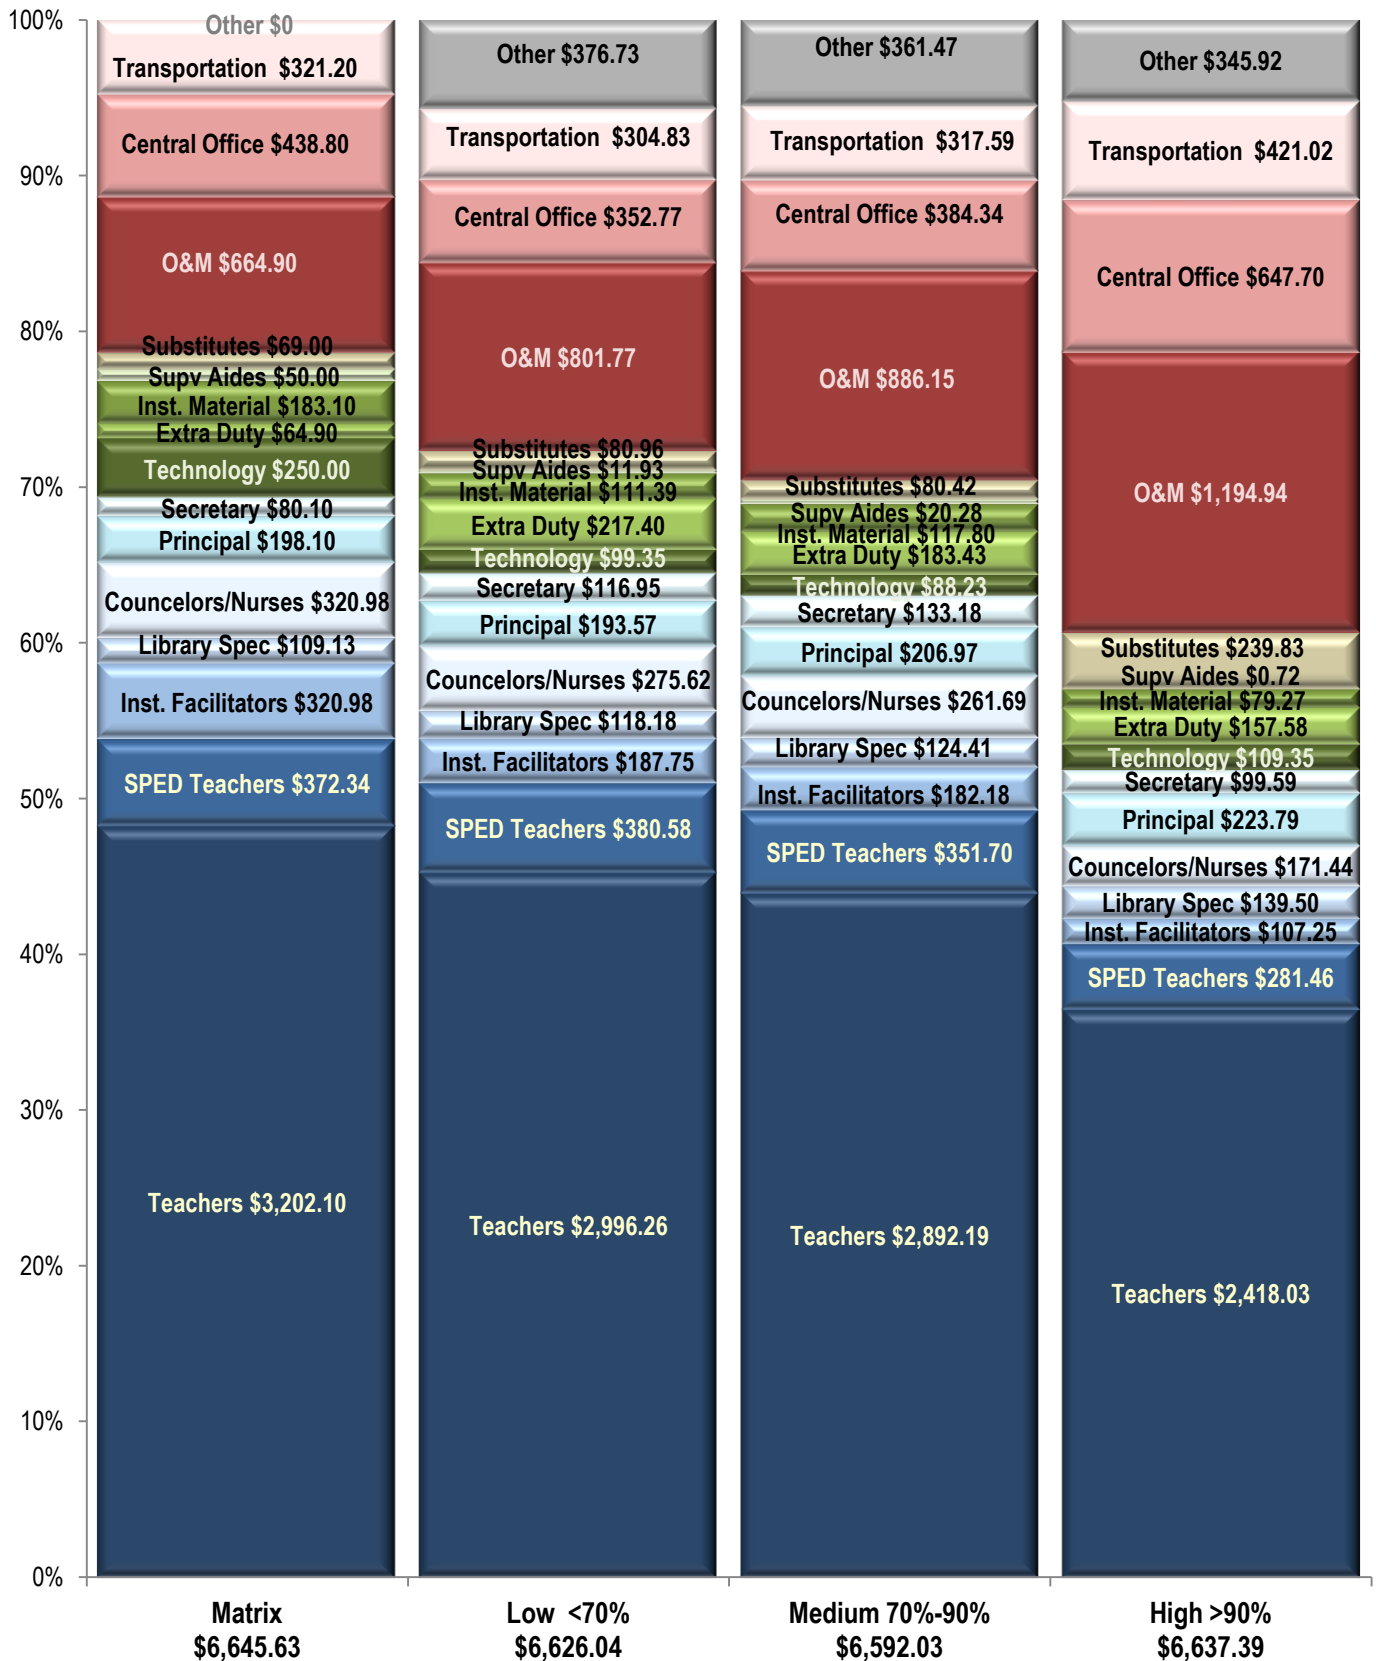 100%
90%
80%
70%
60%
50%
40%
30%
20%
10%
0%
Other $0
Transportation $321.20
Central Office $438.80
O&M $664.90
Substitutes $69.00
Supv Aides $50.00
Inst. Material $183.10
Extra Duty $64.90
Technology $250.00
Secretary $80.10
Principal $198.10
Councelors/Nurses $320.98
Library Spec $109.13
Inst. Facilitators $320.98
SPED Teachers $372.34
Teachers $3,202.10
Matrix
$6,645.63
Other $376.73
Transportation $304.83
Central Office $352.77
O&M $801.77
Substitutes $80.96
Supv Aides $11.93
Inst. Material $111.39
Extra Duty $217.40
Technology $99.35
Secretary $116.95
Principal $193.57
Councelors/Nurses $275.62
Library Spec $118.18
Inst. Facilitators $187.75
SPED Teachers $380.58
Teachers $2,996.26
Low <70%
$6,626.04
Other $361.47
Transportation $317.59
Central Office $384.34
O&M $886.15
Substitutes $80.42
Supv Aides $20.28
Inst. Material $117.80
Extra Duty $183.43
Technology $88.23
Secretary $133.18
Principal $206.97
Councelors/Nurses $261.69
Library Spec $124.41
Inst. Facilitators $182.18
SPED Teachers $351.70
Teachers $2,892.19
Medium 70%-90%
$6,592.03
Other $345.92
Transportation $421.02
Central Office $647.70
O&M $1,194.94
Substitutes $239.83
Supv Aides $0.72
Inst. Material $79.27
Extra Duty $157.58
Technology $109.35
Secretary $99.59
Principal $223.79
Councelors/Nurses $171.44
Library Spec $139.50
Inst. Facilitators $107.25
SPED Teachers $281.46
Teachers $2,418.03
High >90%
$6,637.39